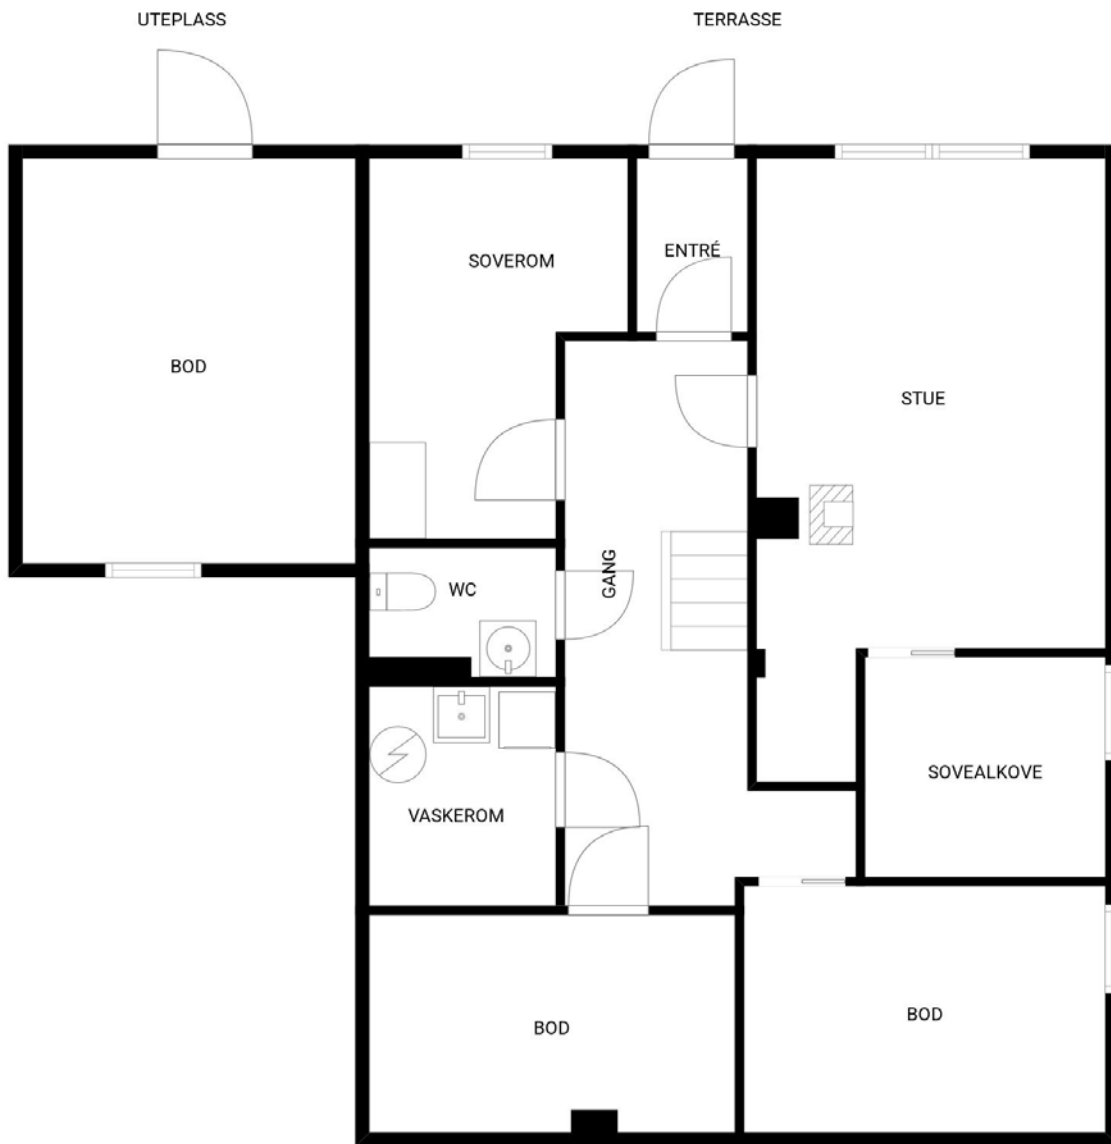 UTEPLASS
TERRASSE
ENTRÉ
SOVEROM
BOD
STUE
GANG
WC
SOVEALKOVE
VASKEROM
BOD
BOD